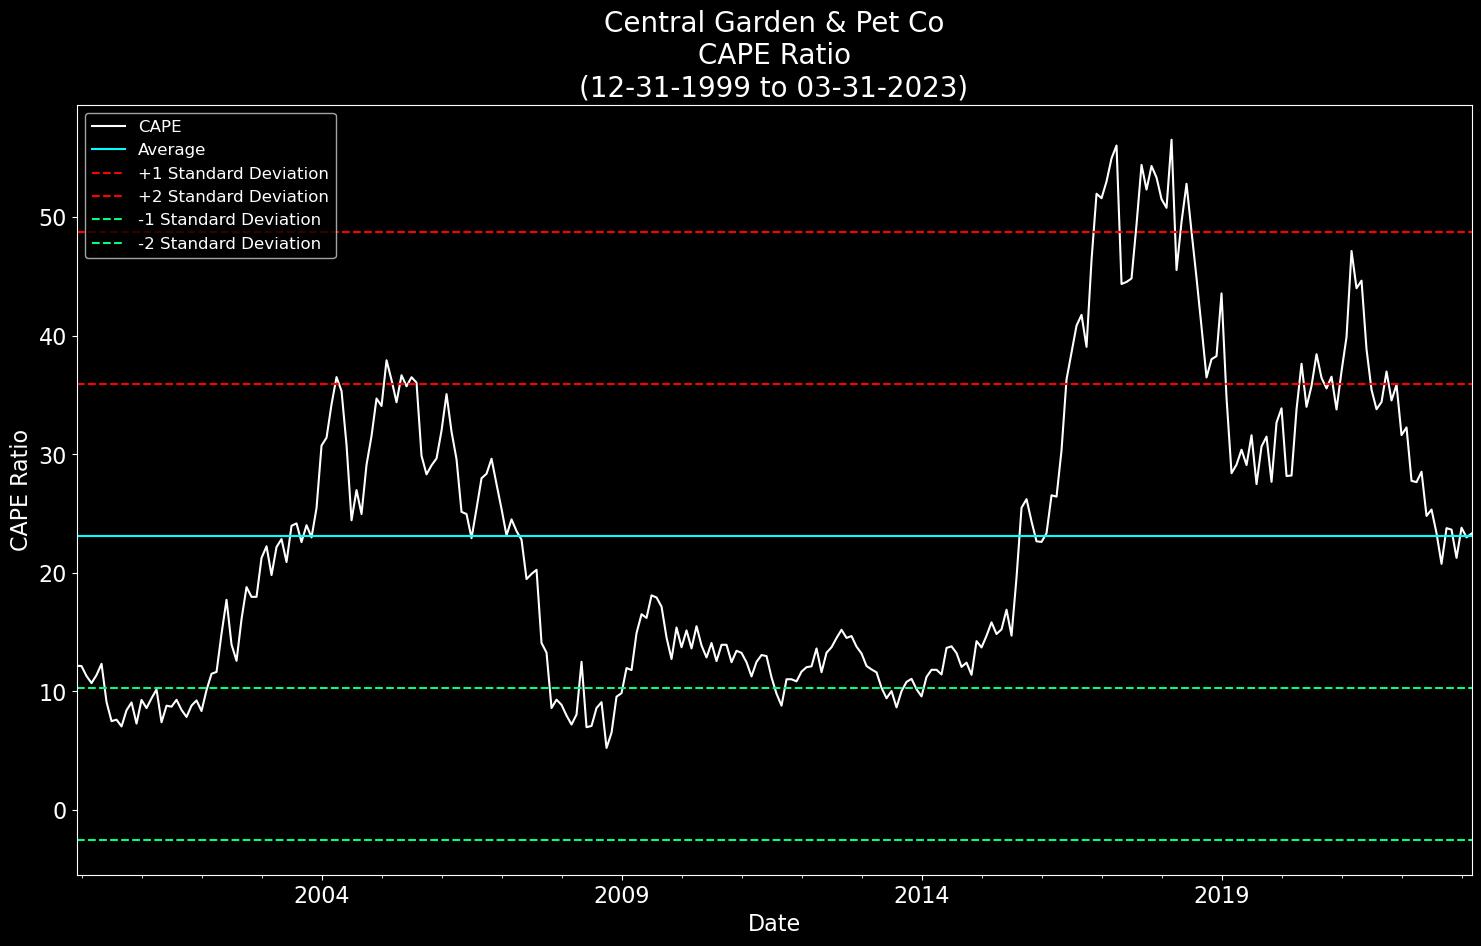 Central Garden & Pet Co
CAPE Ratio
(12-31-1999 to 03-31-2023)
CAPE
Average
+1 Standard Deviation
+2 Standard Deviation
-1 Standard Deviation
-2 Standard Deviation
50
40
30
20
10
0
CAPE Ratio
2004
2009
2014
2019
Date